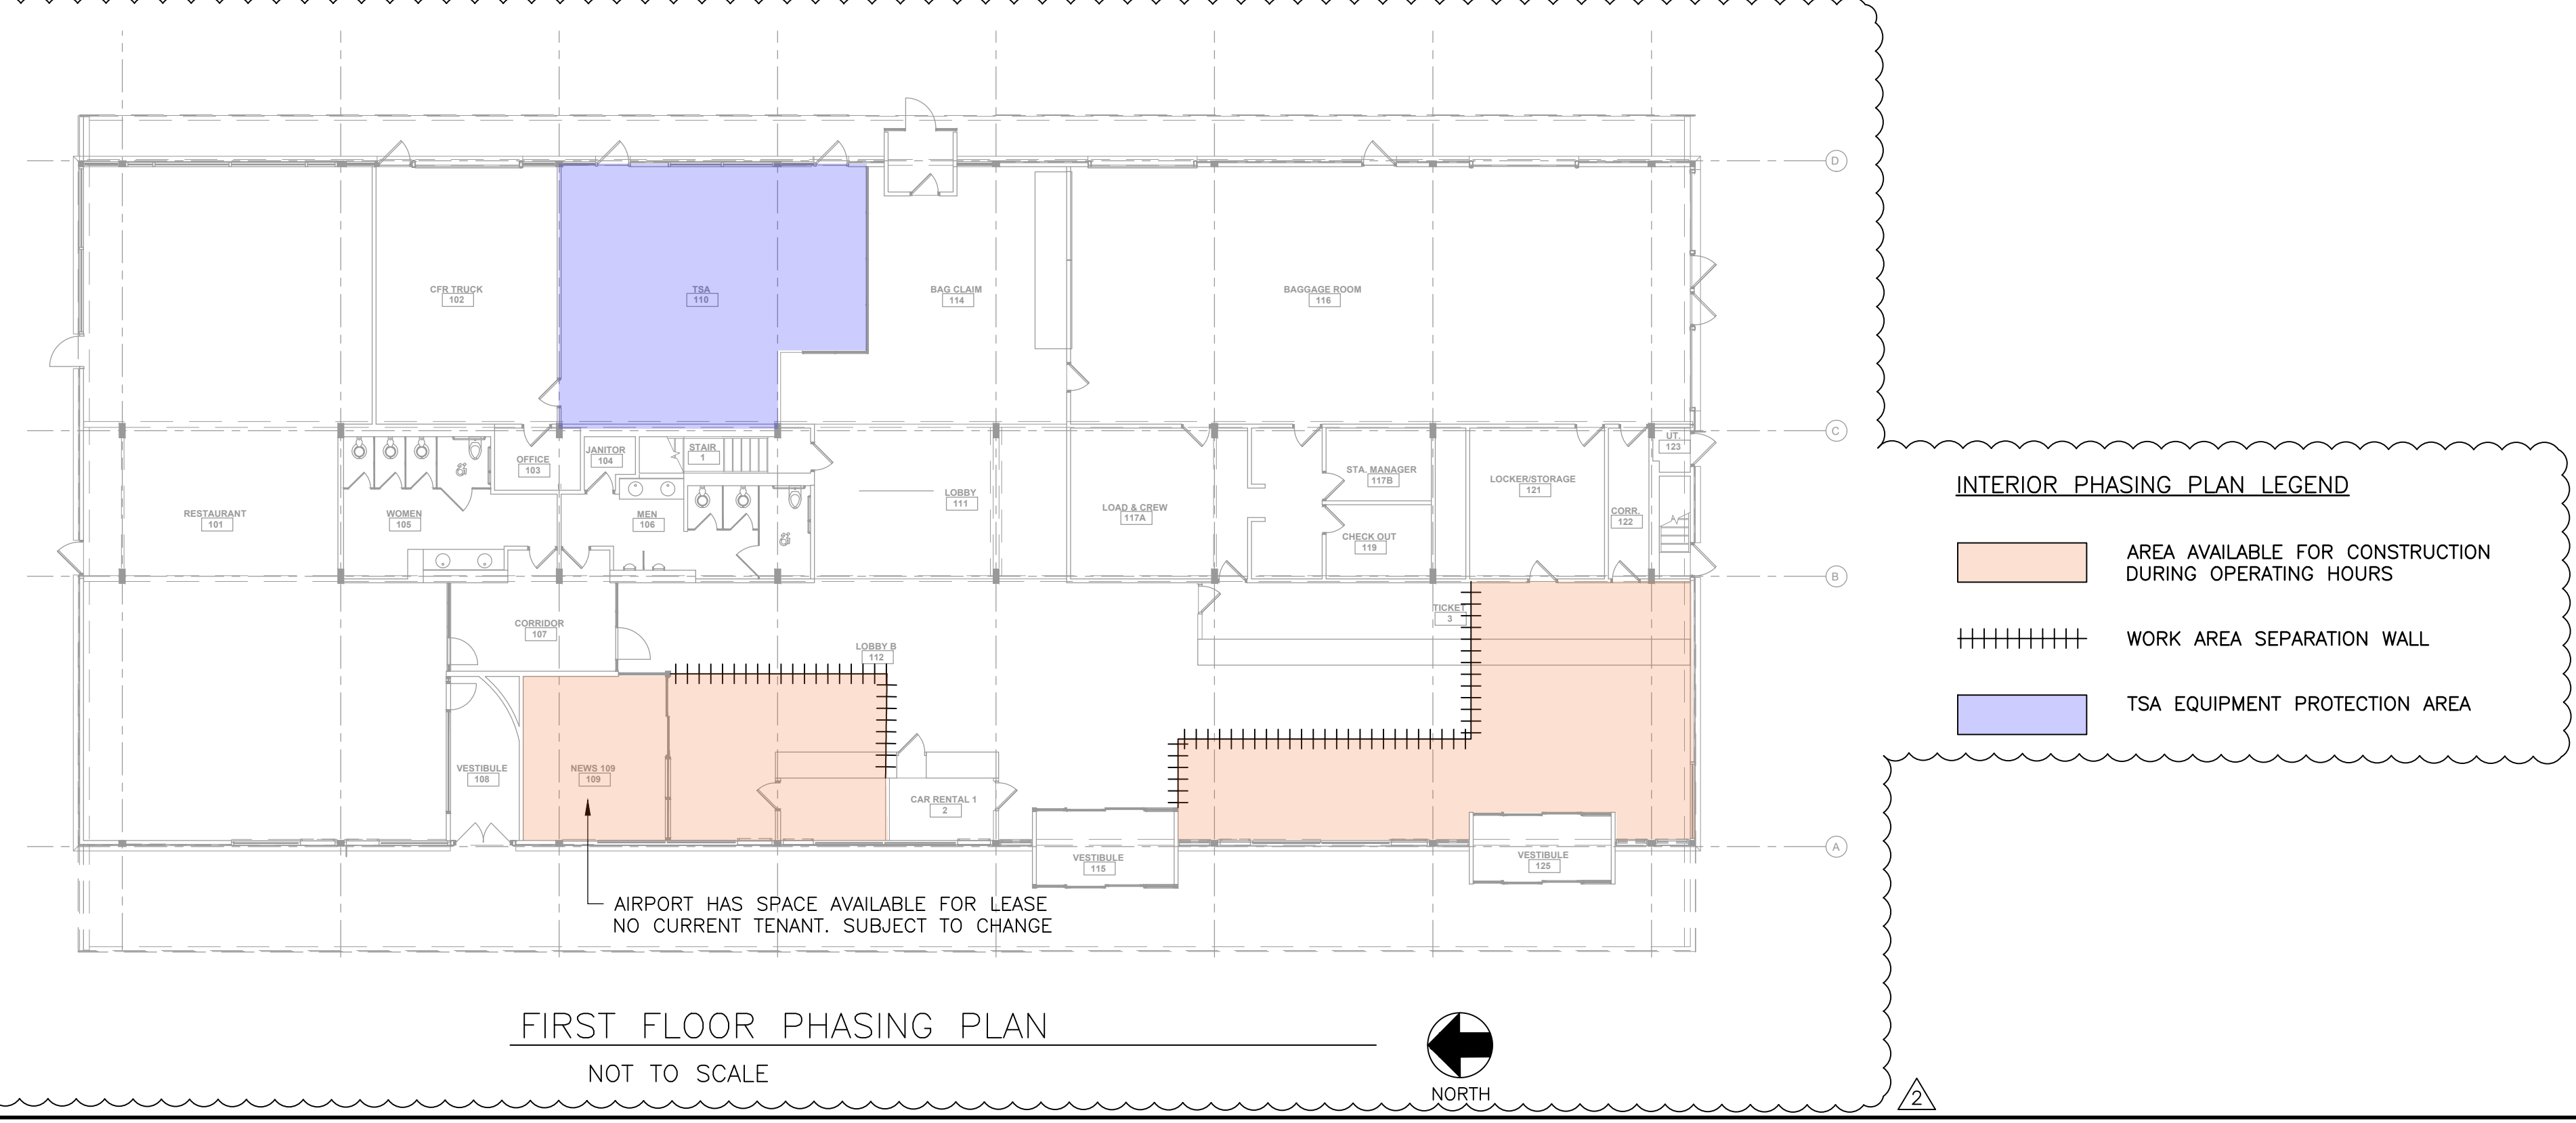 D
CFR TRUCK
102
TSA
110
BAG CLAIM
114
BAGGAGE ROOM
116
C
UT.
123
STAIR
1
JANITOR
104
OFFICE
103
STA. MANAGER
117B
LOCKER/STORAGE
121
LOBBY
111
LOAD & CREW
117A
RESTAURANT
101
WOMEN
105
MEN
106
CORR.
122
CHECK OUT
119
B
TICKET
3
CORRIDOR
107
LOBBY B
112
VESTIBULE
108
NEWS 109
109
CAR RENTAL 1
2
A
VESTIBULE
115
VESTIBULE
125
AIRPORT HAS SPACE AVAILABLE FOR LEASE
NO CURRENT TENANT. SUBJECT TO CHANGE
FIRST FLOOR PHASING PLAN
NOT TO SCALE
NORTH
2
INTERIOR PHASING PLAN LEGEND
AREA AVAILABLE FOR CONSTRUCTION
DURING OPERATING HOURS
WORK AREA SEPARATION WALL
TSA EQUIPMENT PROTECTION AREA